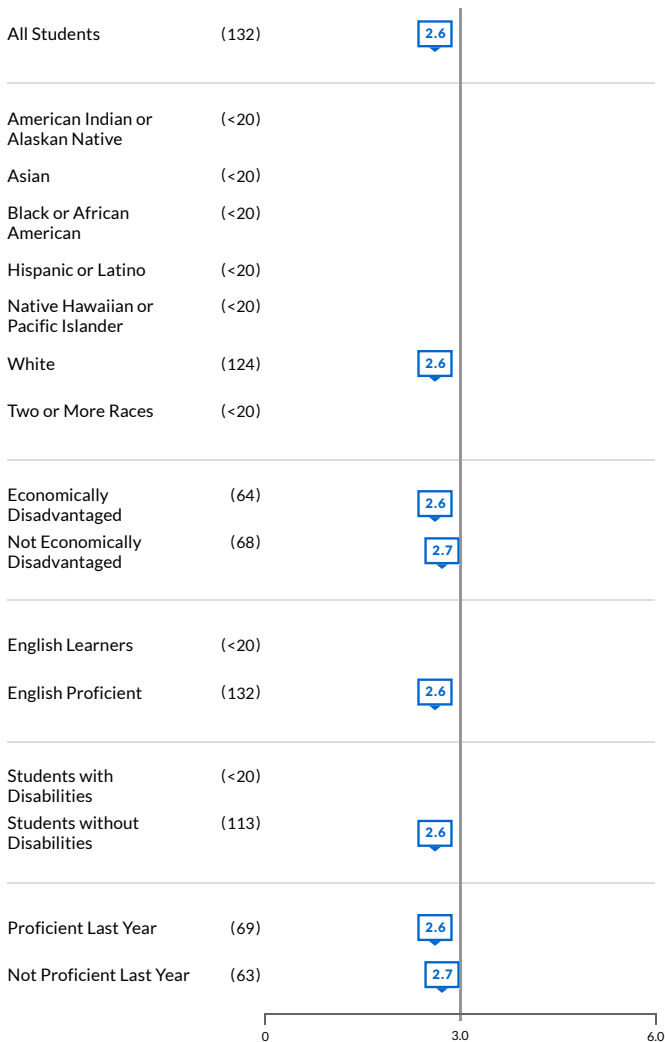 All Students (132) 2.6
American Indian or (<20)
Alaskan Native
Asian (<20)
Black or African (<20)
American
Hispanic or Latino (<20)
Native Hawaiian or (<20)
Pacific Islander
White (124) 2.6
Two or More Races (<20)
Economically (64) 2.6
Disadvantaged
Not Economically (68) 2.7
Disadvantaged
English Learners (<20)
English Proficient (132) 2.6
Students with (<20)
Disabilities
Students without (113) 2.6
Disabilities
Proficient Last Year (69) 2.6
Not Proficient Last Year (63) 2.7
0 3.0 6.0